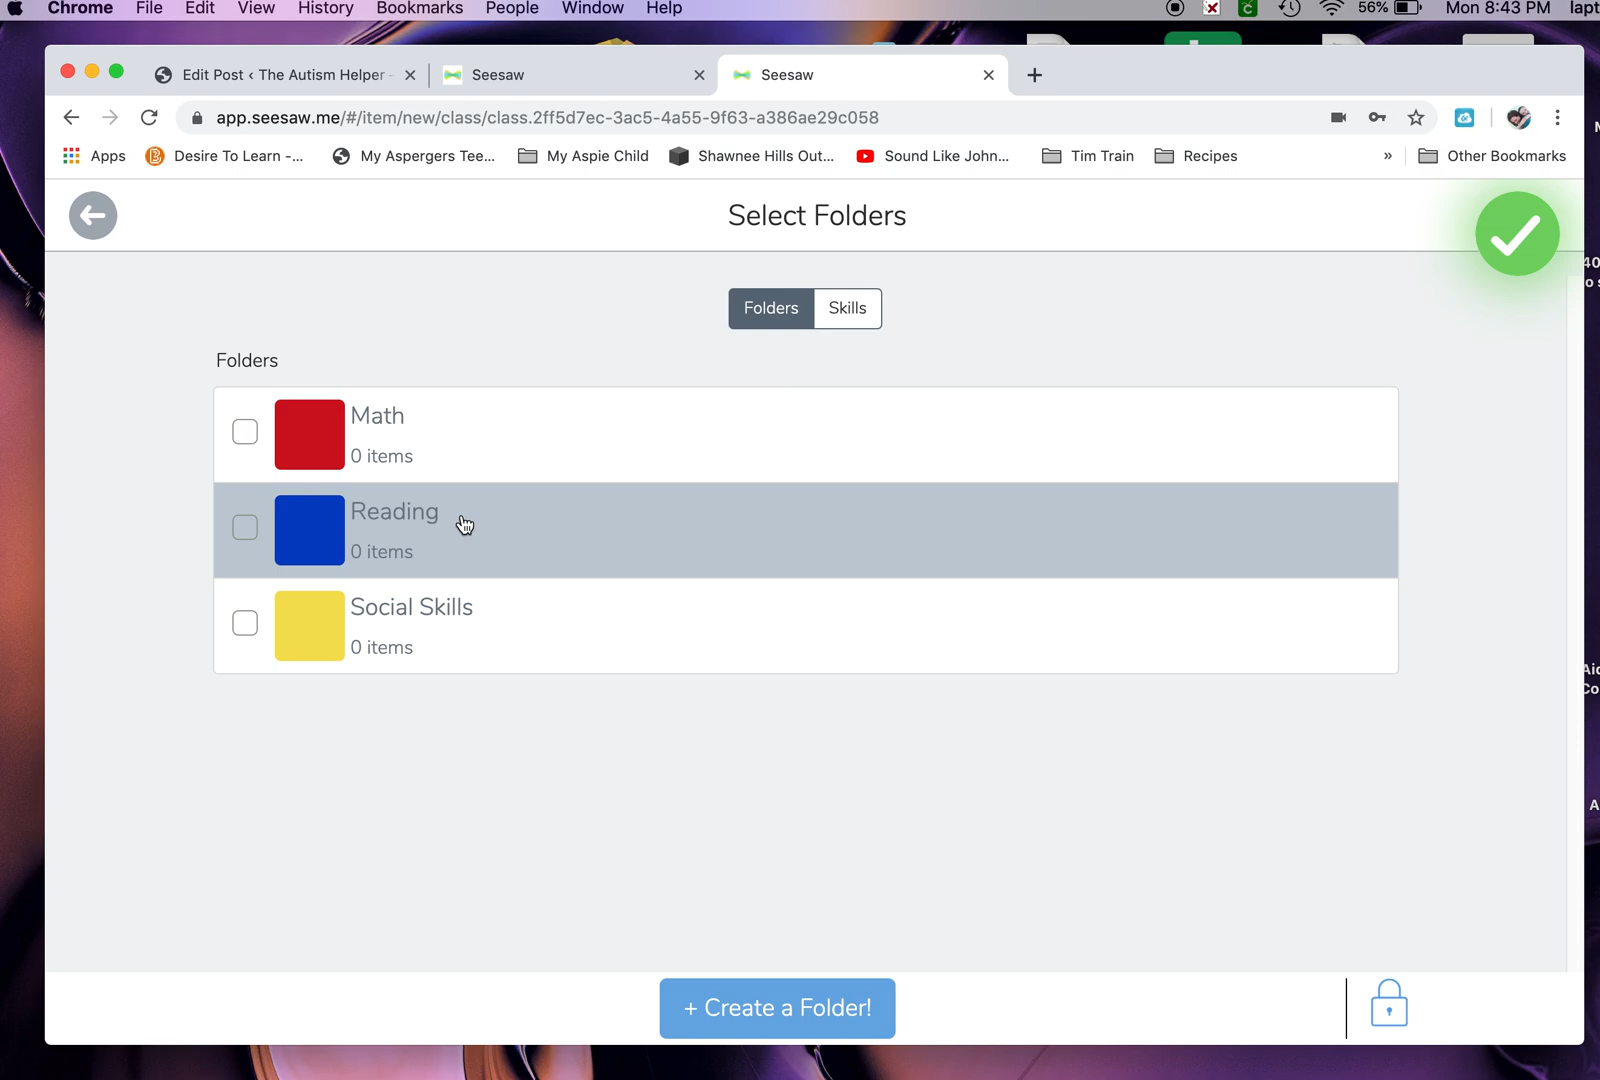 Chrome File Edit View History Bookmarks People Window Help 56% Mon 8:43 PM lapt
Edit Post ‹ The Autism Helper - Seesaw Seesaw
app.seesaw.me/#/item/new/class/class.2ff5d7ec-3ac5-4a55-9f63-a386ae29c058
Apps Desire To Learn -... My Aspergers Tee... My Aspie Child Shawnee Hills Out... Sound Like John... Tim Train Recipes » Other Bookmarks
Select Folders
Folders Skills
Folders
Math
0 items
Reading
0 items
Social Skills
0 items
+ Create a Folder!